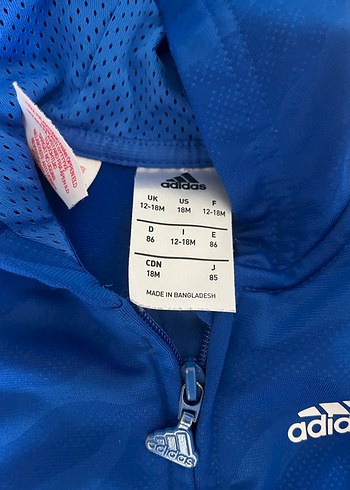 adidas
UK US F
12-18M 18M 12-18M
D I E
86 12-18M 86
CDN J
18M 85
MADE IN BANGLADESH
adidas
adidas